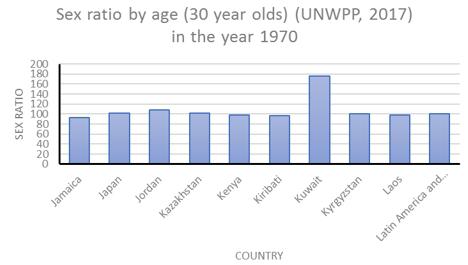 Sex ratio by age (30 year olds) (UNWPP, 2017)
in the year 1970
SEX RATIO
200
180
160
140
120
100
80
60
40
20
0
Jamaica
Japan
Jordan
Kazakhstan
Kenya
Kiribati
Kuwait
Kyrgyzstan
Laos
Latin America and...
COUNTRY